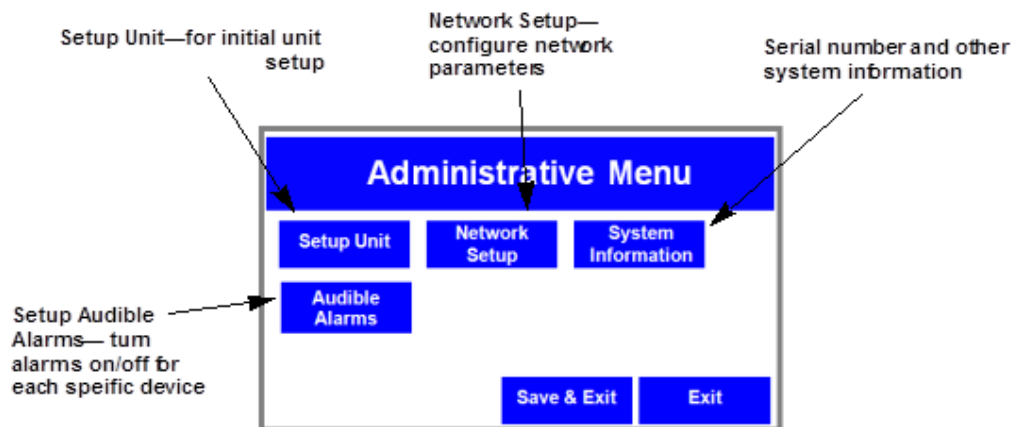 Setup Unit—for initial unit
setup
Network Setup—
configure network
parameters
Serial number and other
system information
Administrative Menu
Setup Unit
Network
Setup
System
Information
Audible
Alarms
Setup Audible
Alarms— turn
alarms on/off for
each speific device
Save & Exit
Exit